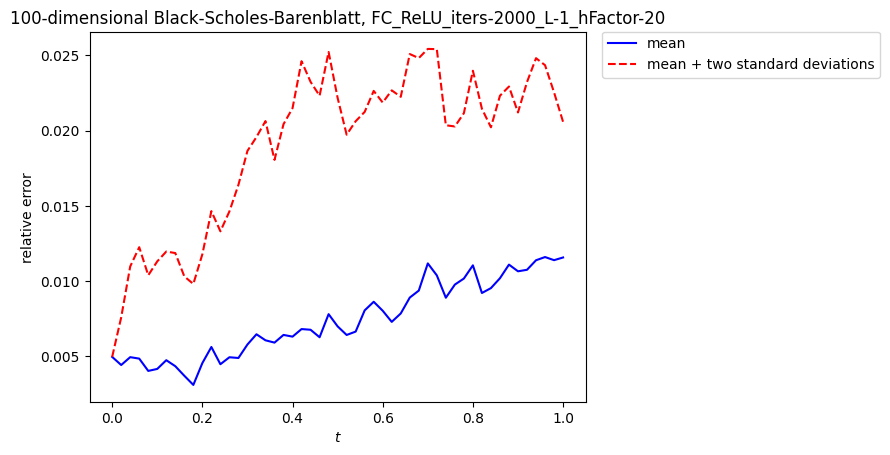 100-dimensional Black-Scholes-Barenblatt, FC_ReLU_iters-2000_L-1_hFactor-20
mean
mean + two standard deviations
relative error
0.025
0.020
0.015
0.010
0.005
0.0 0.2 0.4 0.6 0.8 1.0
t